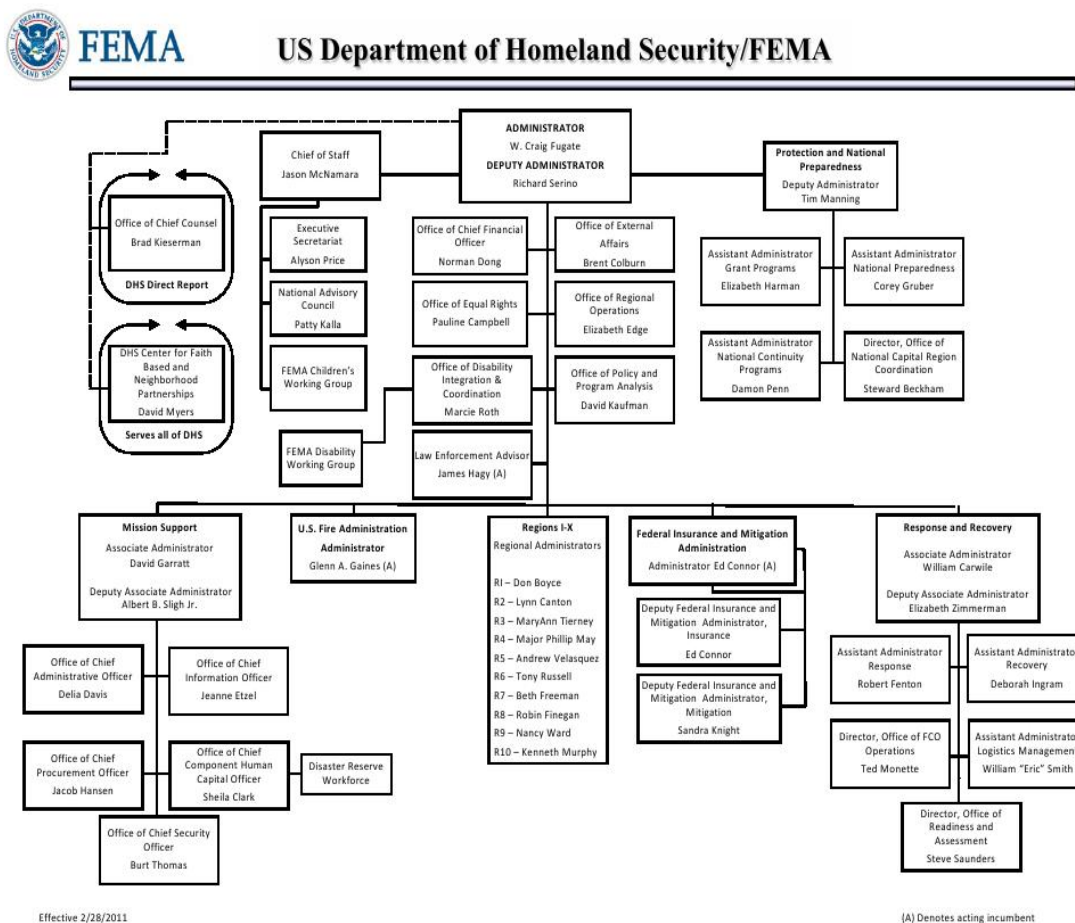 U.S. DEPARTMENT OF HOMELAND SECURITY
FEMA
US Department of Homeland Security/FEMA
ADMINISTRATOR
W. Craig Fugate
DEPUTY ADMINISTRATOR
Richard Serino
Chief of Staff
Jason McNamara
Protection and National
Preparedness
Deputy Administrator
Tim Manning
Office of Chief Counsel
Brad Kieserman
DHS Direct Report
DHS Center for Faith
Based and
Neighborhood
Partnerships
David Myers
Serves all of DHS
Executive
Secretariat
Alyson Price
National Advisory
Council
Patty Kalla
FEMA Children's
Working Group
Office of Chief Financial
Officer
Norman Dong
Office of External
Affairs
Brent Colburn
Office of Equal Rights
Pauline Campbell
Office of Regional
Operations
Elizabeth Edge
Office of Disability
Integration &
Coordination
Marcie Roth
Office of Policy and
Program Analysis
David Kaufman
FEMA Disability
Working Group
Law Enforcement Advisor
James Hagy (A)
Assistant Administrator
Grant Programs
Elizabeth Harman
Assistant Administrator
National Preparedness
Corey Gruber
Assistant Administrator
National Continuity
Programs
Damon Penn
Director, Office of
National Capital Region
Coordination
Steward Beckham
Mission Support
Associate Administrator
David Garratt
Deputy Associate Administrator
Albert B. Sligh Jr.
Office of Chief
Administrative Officer
Delia Davis
Office of Chief
Information Officer
Jeanne Etzel
Office of Chief
Procurement Officer
Jacob Hansen
Office of Chief
Component Human
Capital Officer
Sheila Clark
Disaster Reserve
Workforce
Office of Chief Security
Officer
Burt Thomas
U.S. Fire Administration
Administrator
Glenn A. Gaines (A)
Regions I-X
Regional Administrators
RI – Don Boyce
R2 – Lynn Canton
R3 – MaryAnn Tierney
R4 – Major Phillip May
R5 – Andrew Velasquez
R6 – Tony Russell
R7 – Beth Freeman
R8 – Robin Finegan
R9 – Nancy Ward
R10 – Kenneth Murphy
Federal Insurance and Mitigation
Administration
Administrator Ed Connor (A)
Deputy Federal Insurance and
Mitigation Administrator,
Insurance
Ed Connor
Deputy Federal Insurance and
Mitigation Administrator,
Mitigation
Sandra Knight
Response and Recovery
Associate Administrator
William Carwile
Deputy Associate Administrator
Elizabeth Zimmerman
Assistant Administrator
Response
Robert Fenton
Assistant Administrator
Recovery
Deborah Ingram
Director, Office of FCO
Operations
Ted Monette
Assistant Administrator
Logistics Management
William "Eric" Smith
Director, Office of
Readiness and
Assessment
Steve Saunders
Effective 2/28/2011
(A) Denotes acting incumbent